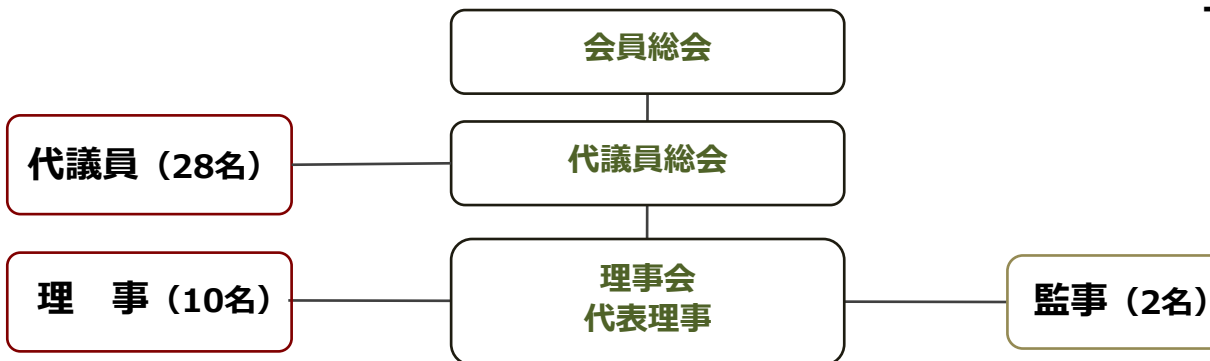 会員総会
代議員（28名）
代議員総会
理　事（10名）
理事会
代表理事
監事（2名）